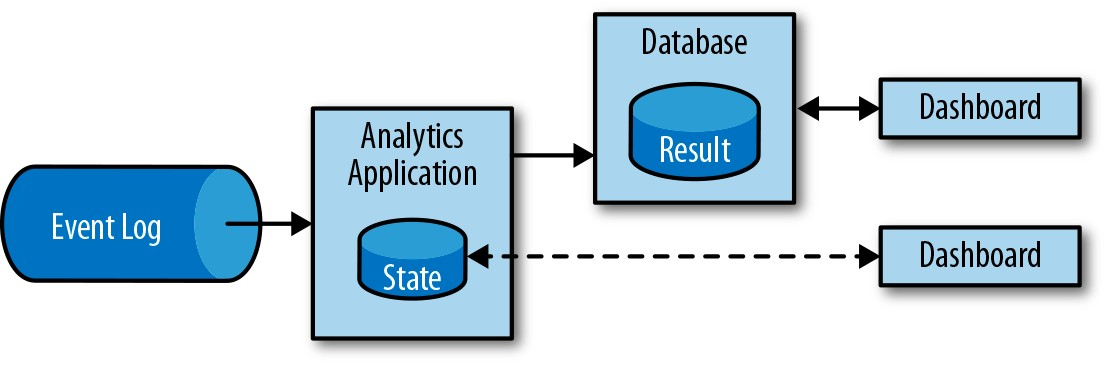 Event Log
Analytics
Application
State
Database
Result
Dashboard
Dashboard